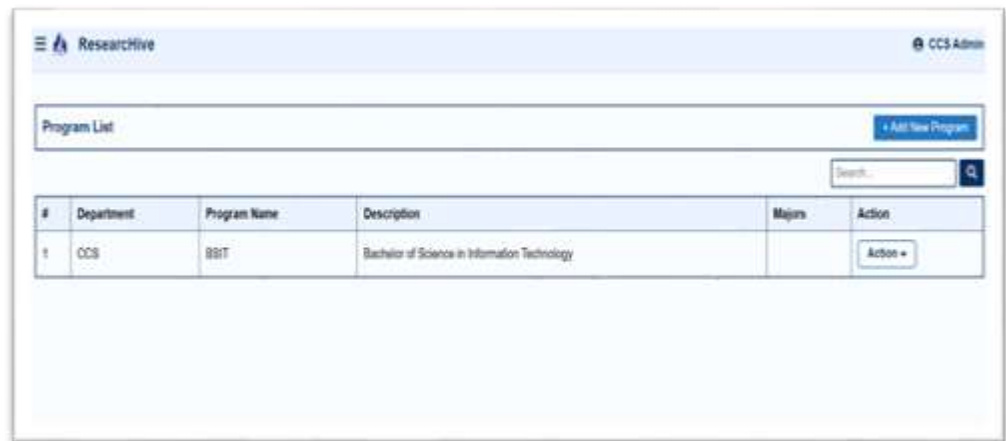 ResearcHive
CCS Admin
Program List
+ Add New Program
Search...
# Department Program Name Description Majors Action
1 CCS BSIT Bachelor of Science in Information Technology Action